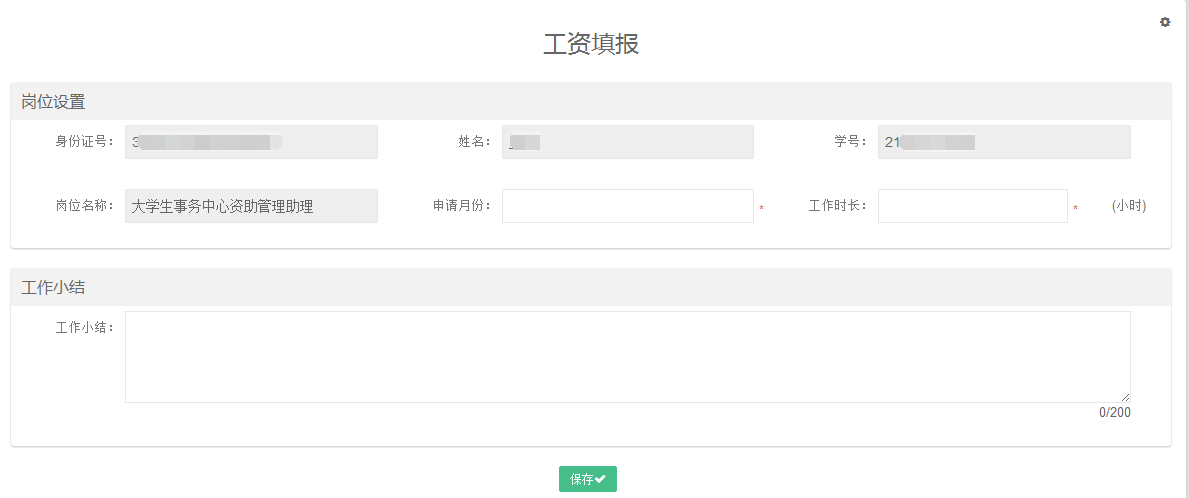 工资填报
岗位设置
身份证号： 3 姓名： 学号： 21
岗位名称： 大学生事务中心资助管理助理 申请月份： * 工作时长： * (小时)
工作小结
工作小结：
0/200
保存